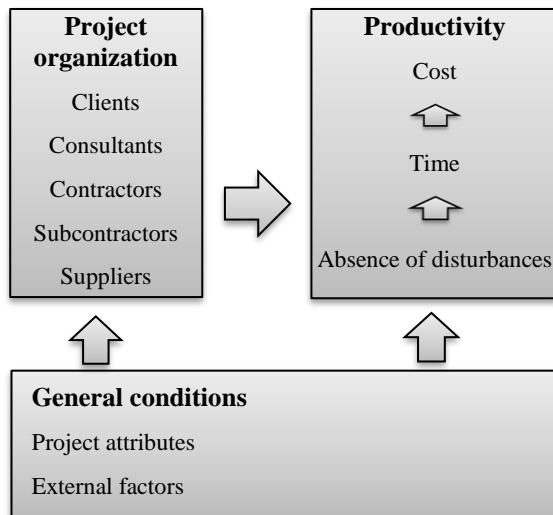 Project
organization
Clients
Consultants
Contractors
Subcontractors
Suppliers
Productivity
Cost
Time
Absence of disturbances
General conditions
Project attributes
External factors